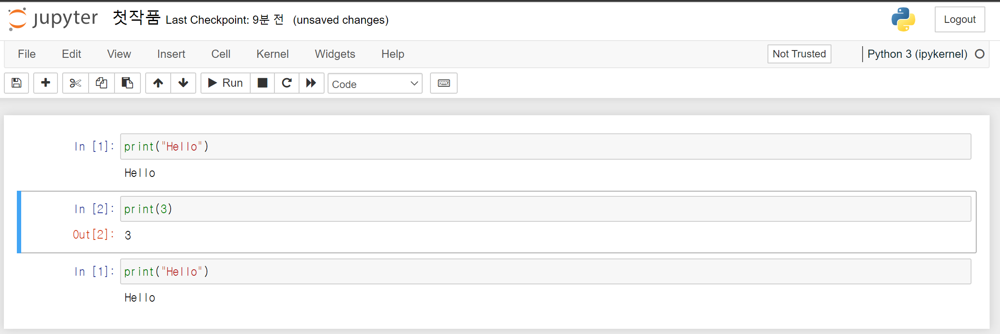 jupyter 첫작품 Last Checkpoint: 9분 전 (unsaved changes) Logout
File Edit View Insert Cell Kernel Widgets Help Not Trusted Python 3 (ipykernel)
Run Code
In [1]: print("Hello")
Hello
In [2]: print(3)
Out[2]: 3
In [1]: print("Hello")
Hello